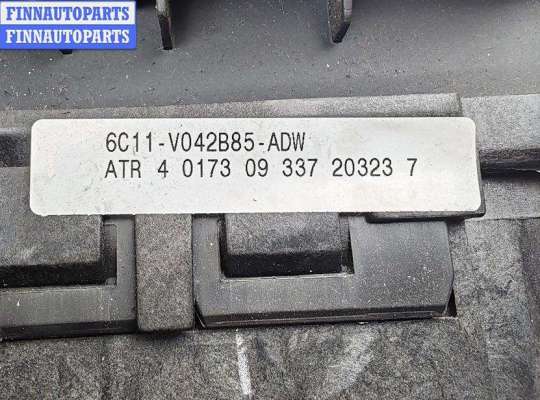 FINNAUTOPARTS
FINNAUTOPARTS
6C11-V042B85-ADW
ATR 4 0173 09 337 20323 7